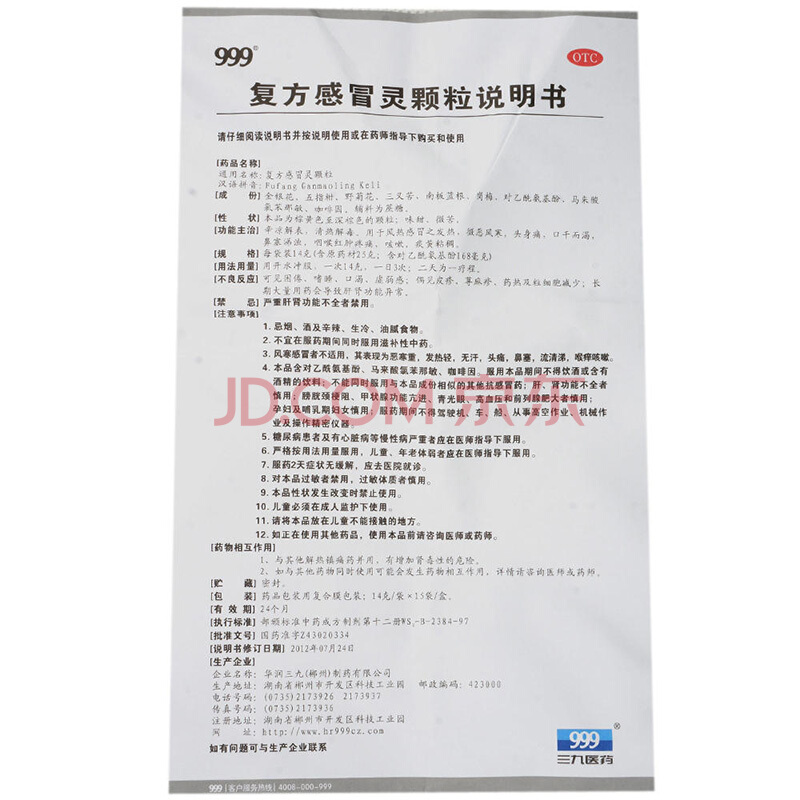 999®
OTC
复方感冒灵颗粒说明书
请仔细阅读说明书并按说明使用或在药师指导下购买和使用
[药品名称]
通用名称:复方感冒灵颗粒
汉语拼音:Fufang Ganmaoling Keli
[成 份] 金银花、五指柑、野菊花、三叉苦、南板蓝根、岗梅、对乙酰氨基酚、马来酸
氯苯那敏、咖啡因。辅料为蔗糖。
[性 状] 本品为棕黄色至深棕色的颗粒;味甜、微苦。
[功能主治] 辛凉解表,清热解毒。用于风热感冒之发热,微恶风寒,头身痛,口干而渴,
鼻塞涕浊,咽喉红肿疼痛,咳嗽,痰黄粘稠。
[规 格] 每袋装14克(含原药材25克;含对乙酰氨基酚168毫克)
[用法用量] 用开水冲服,一次14克,一日3次;二天为一疗程。
[不良反应] 可见困倦、嗜睡、口渴、虚弱感;偶见皮疹、荨麻疹、药热及粒细胞减少;长
期大量用药会导致肝肾功能异常。
[禁 忌] 严重肝肾功能不全者禁用。
[注意事项]
1. 忌烟、酒及辛辣、生冷、油腻食物。
2. 不宜在服药期间同时服用滋补性中药。
3. 风寒感冒者不适用,其表现为恶寒重,发热轻,无汗,头痛,鼻塞,流清涕,喉痒咳嗽。
4. 本品含对乙酰氨基酚、马来酸氯苯那敏、咖啡因。服用本品期间不得饮酒或含有
酒精的饮料;不能同时服用与本品成份相似的其他抗感冒药;肝、肾功能不全者
慎用;膀胱颈梗阻、甲状腺功能亢进、青光眼、高血压和前列腺肥大者慎用;
孕妇及哺乳期妇女慎用;服药期间不得驾驶机、车、船、从事高空作业、机械作
业及操作精密仪器。
5. 糖尿病患者及有心脏病等慢性病严重者应在医师指导下服用。
6. 严格按用法用量服用,儿童、年老体弱者应在医师指导下服用。
7. 服药2天症状无缓解,应去医院就诊。
8. 对本品过敏者禁用,过敏体质者慎用。
9. 本品性状发生改变时禁止使用。
10. 儿童必须在成人监护下使用。
11. 请将本品放在儿童不能接触的地方。
12. 如正在使用其他药品,使用本品前请咨询医师或药师。
JD.COM 京东
[药物相互作用]
1、与其他解热镇痛药并用,有增加肾毒性的危险。
2、如与其他药物同时使用可能会发生药物相互作用,详情请咨询医师或药师。
[贮 藏] 密封。
[包 装] 药品包装用复合膜包装;14克/袋×15袋/盒。
[有 效 期] 24个月
[执行标准] 部颁标准中药成方制剂第十二册WS₃-B-2384-97
[批准文号] 国药准字Z43020334
[说明书修订日期] 2012年07月24日
[生产企业]
企业名称:华润三九(郴州)制药有限公司
生产地址:湖南省郴州市开发区科技工业园 邮政编码:423000
电话号码:(0735)2173926 2173937
传真号码:(0735)2173936
注册地址:湖南省郴州市开发区科技工业园
网 址:http://www.hr999cz.com
如有问题可与生产企业联系
999®
三九医药
999 | 客户服务热线 | 4008-000-999